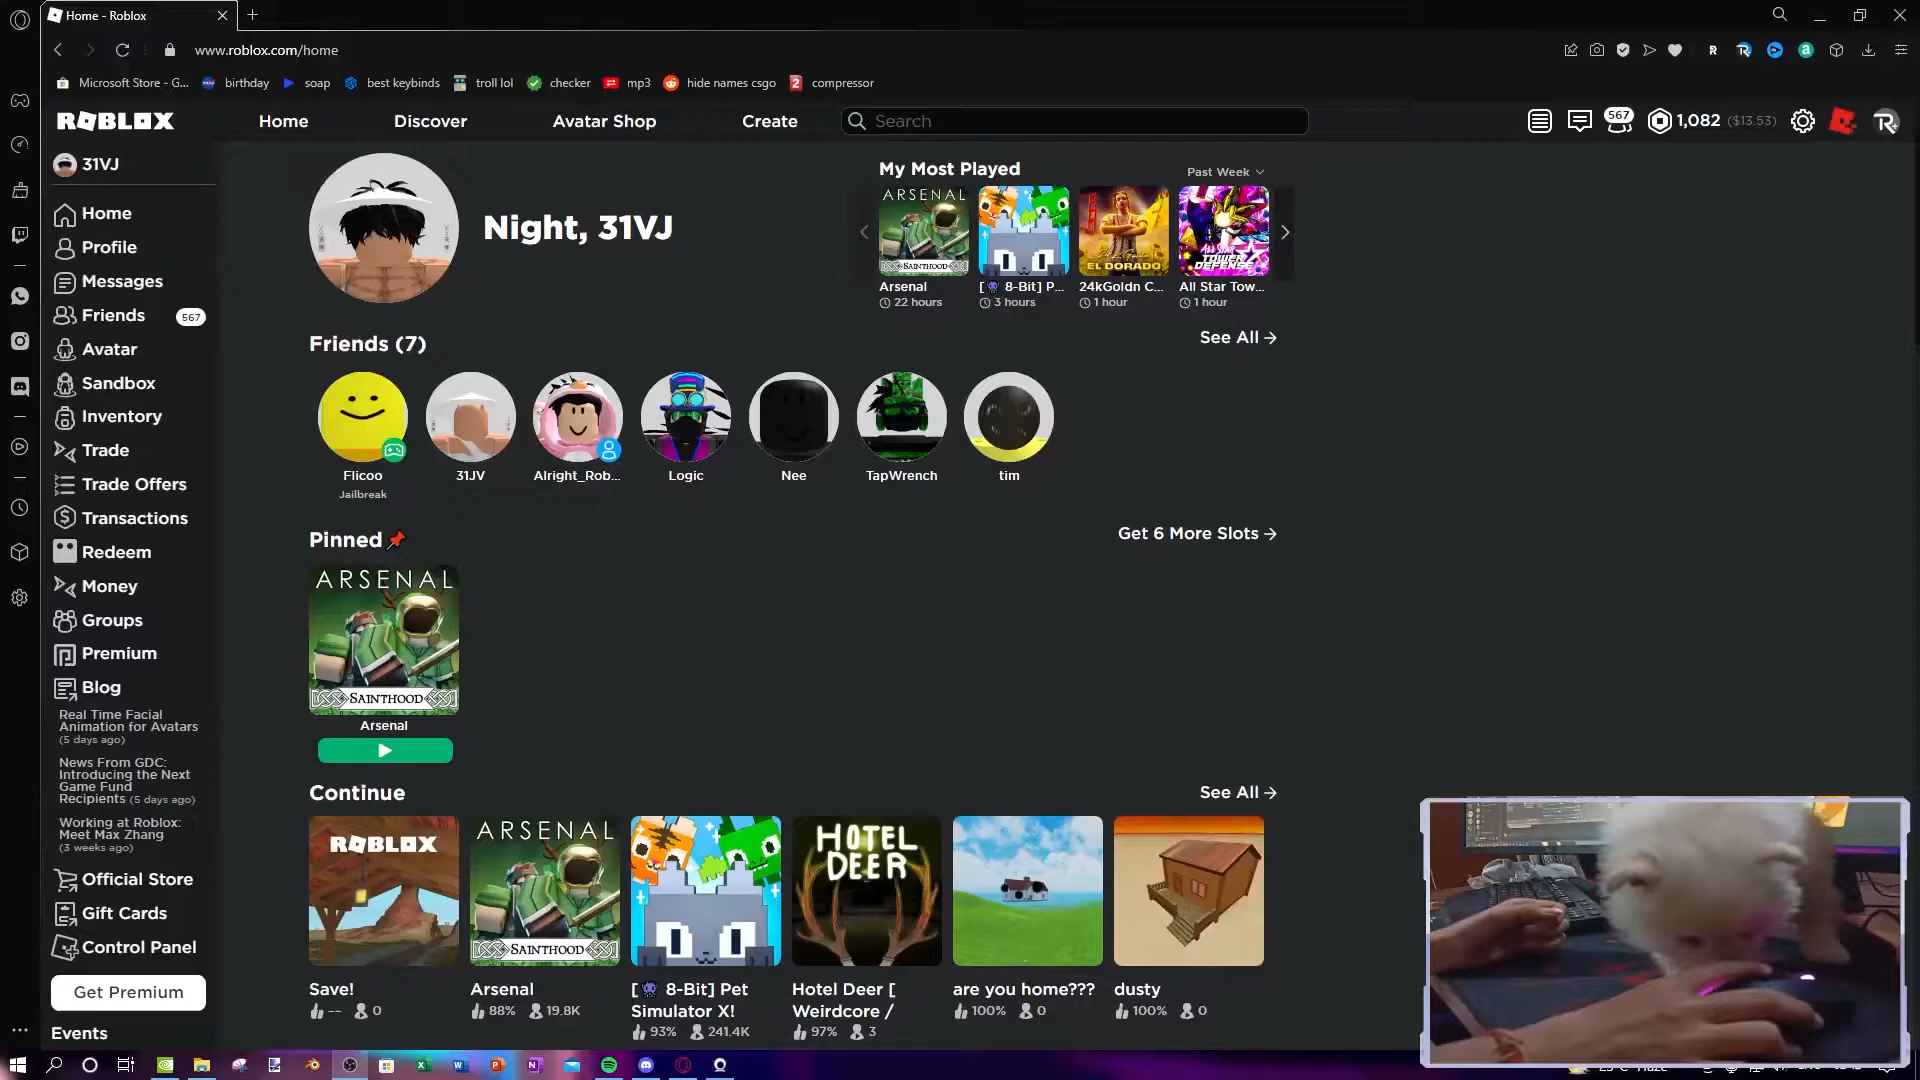 Home - Roblox
www.roblox.com/home
Microsoft Store - G...
birthday
soap
best keybinds
troll lol
checker
mp3
hide names csgo
compressor
ROBLOX
Home
Discover
Avatar Shop
Create
Search
567
1,082 ($13.53)
31VJ
Home
Profile
Messages
Friends 567
Avatar
Sandbox
Inventory
Trade
Trade Offers
Transactions
Redeem
Money
Groups
Premium
Blog
Real Time Facial
Animation for Avatars
(5 days ago)
News From GDC:
Introducing the Next
Game Fund
Recipients (5 days ago)
Working at Roblox:
Meet Max Zhang
(3 weeks ago)
Official Store
Gift Cards
Control Panel
Get Premium
Events
Night, 31VJ
My Most Played
Past Week
ARSENAL
SAINTHOOD
EL DORADO
ALL STAR
TOWER
DEFENSE
Arsenal
22 hours
[👾 8-Bit] P...
3 hours
24kGoldn C...
1 hour
All Star Tow...
1 hour
Friends (7)
See All →
Flicoo
Jailbreak
31JV
Alright_Rob...
Logic
Nee
TapWrench
tim
Pinned📌
Get 6 More Slots →
ARSENAL
SAINTHOOD
Arsenal
Continue
See All →
ROBLOX
ARSENAL
SAINTHOOD
HOTEL
DEER
Save!
-- 0
Arsenal
88% 19.8K
[👾 8-Bit] Pet
Simulator X!
93% 241.4K
Hotel Deer [
Weirdcore /
97% 3
are you home???
100% 0
dusty
100% 0